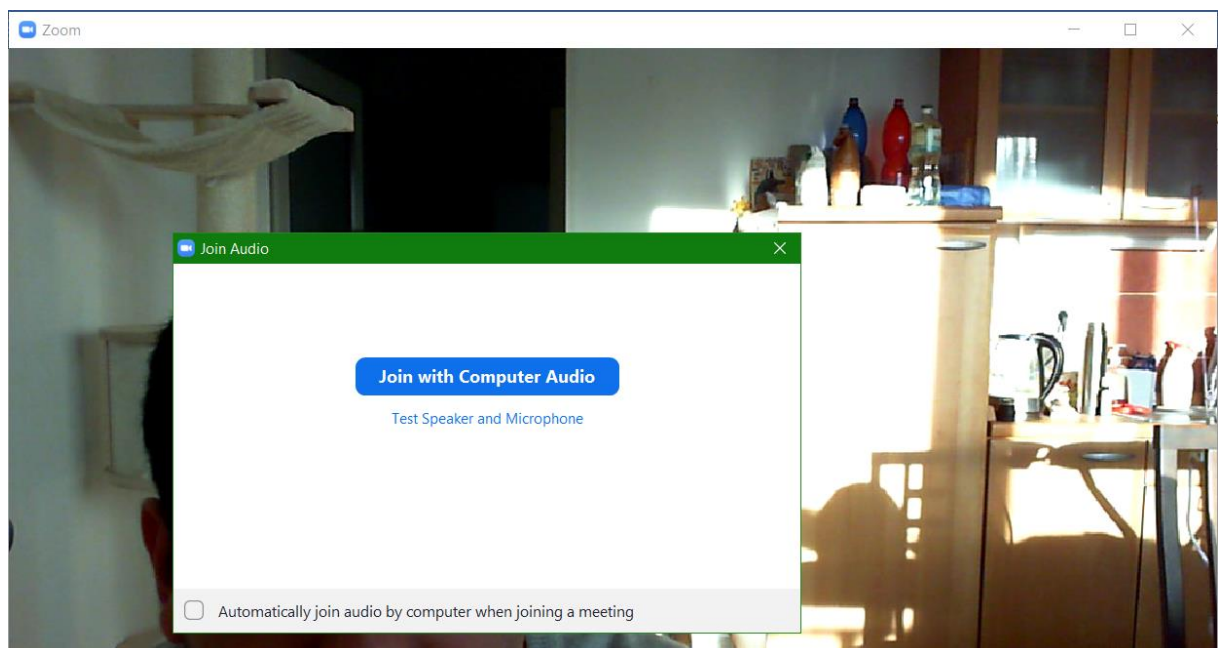 Zoom
Join Audio
Join with Computer Audio
Test Speaker and Microphone
Automatically join audio by computer when joining a meeting